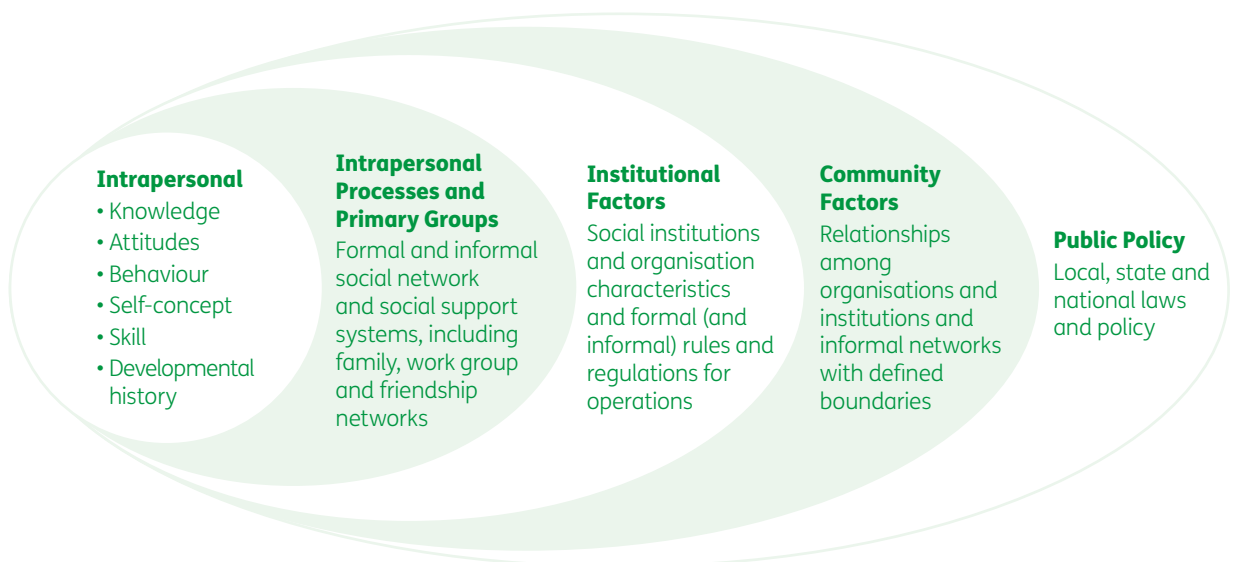 Intrapersonal
• Knowledge
• Attitudes
• Behaviour
• Self-concept
• Skill
• Developmental
history
Intrapersonal
Processes and
Primary Groups
Formal and informal
social network
and social support
systems, including
family, work group
and friendship
networks
Institutional
Factors
Social institutions
and organisation
characteristics
and formal (and
informal) rules and
regulations for
operations
Community
Factors
Relationships
among
organisations and
institutions and
informal networks
with defined
boundaries
Public Policy
Local, state and
national laws
and policy